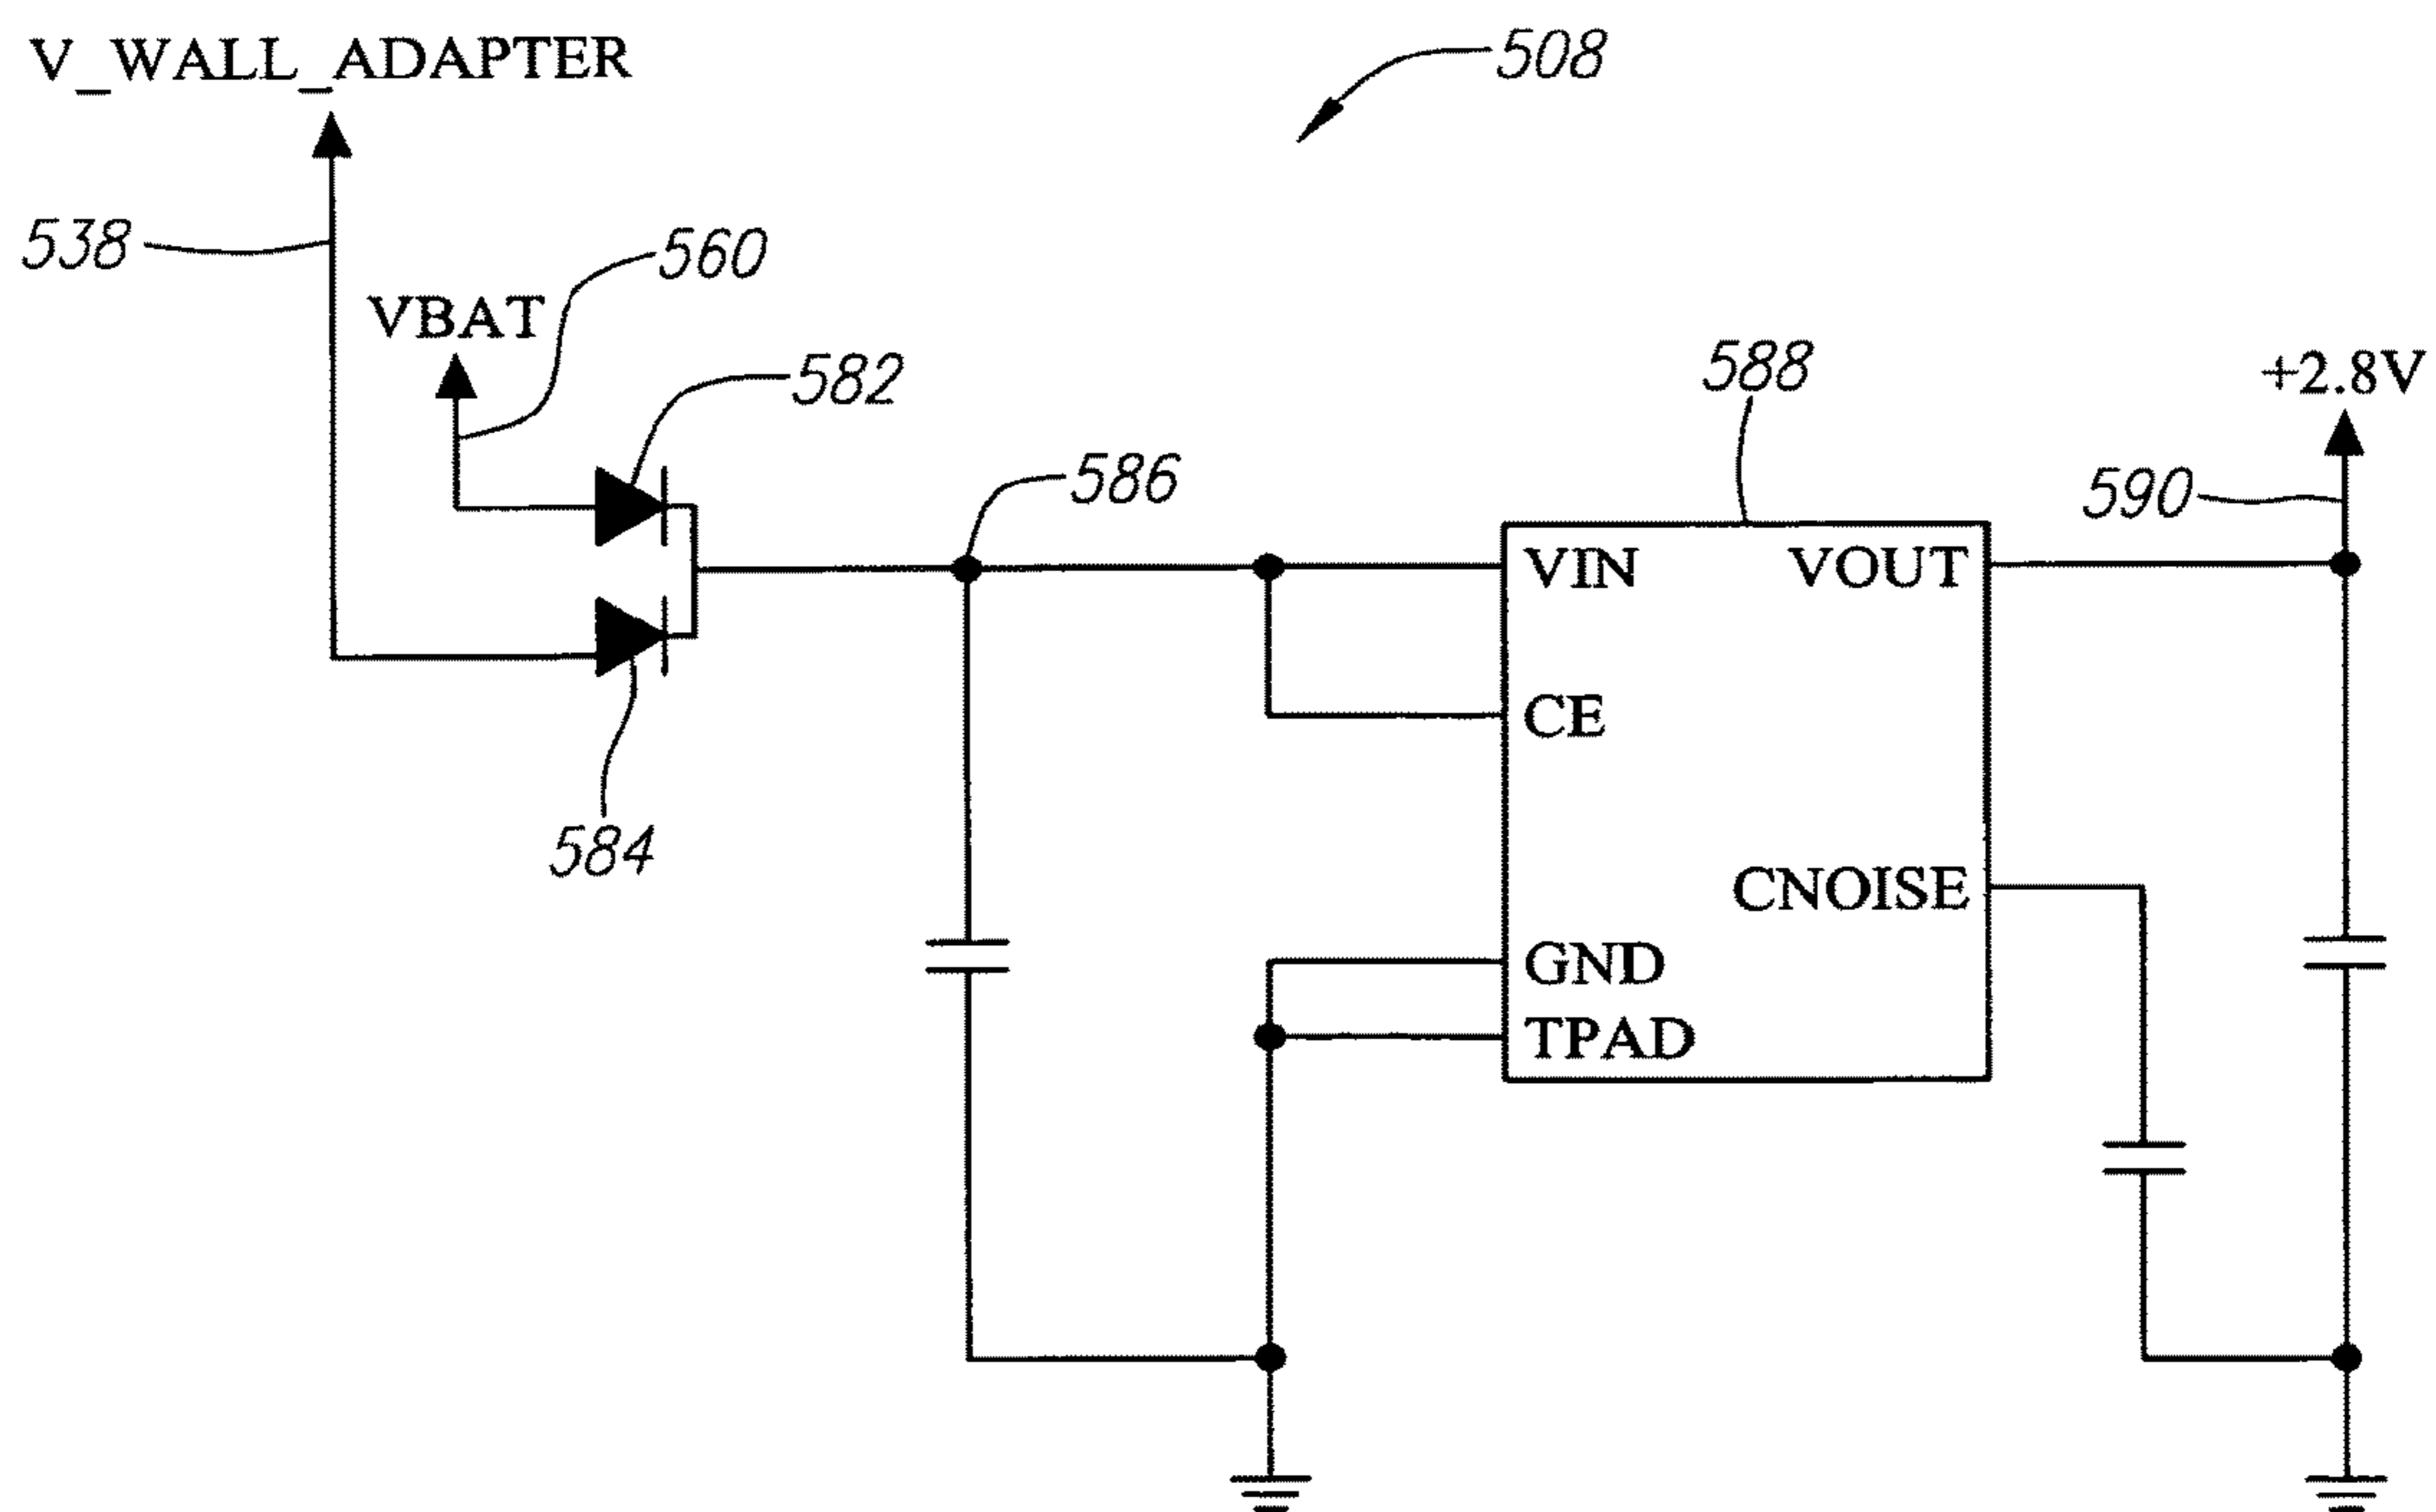 V_WALL_ADAPTER
508
538
560
VBAT
582
588
+2.8V
586
590
VIN
VOUT
CE
584
CNOISE
GND
TPAD